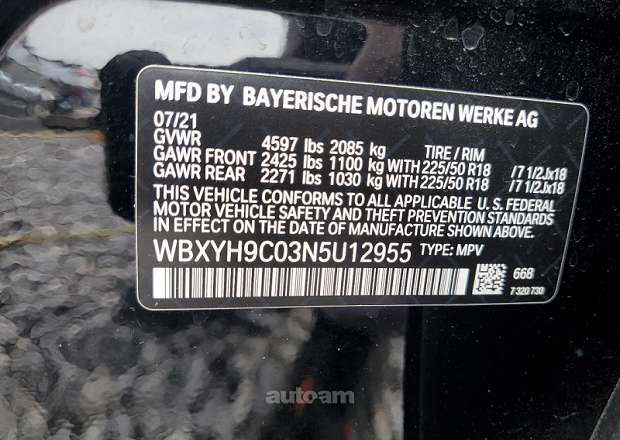 MFD BY BAYERISCHE MOTOREN WERKE AG
07/21
GVWR 4597 lbs 2085 kg TIRE / RIM
GAWR FRONT 2425 lbs 1100 kg WITH 225/50 R18 /7 1/2Jx18
GAWR REAR 2271 lbs 1030 kg WITH 225/50 R18 /7 1/2Jx18
THIS VEHICLE CONFORMS TO ALL APPLICABLE U. S. FEDERAL
MOTOR VEHICLE SAFETY AND THEFT PREVENTION STANDARDS
IN EFFECT ON THE DATE OF MANUFACTURE SHOWN ABOVE.
WBXYH9C03N5U12955 TYPE: MPV
668
7 320 730
autoam